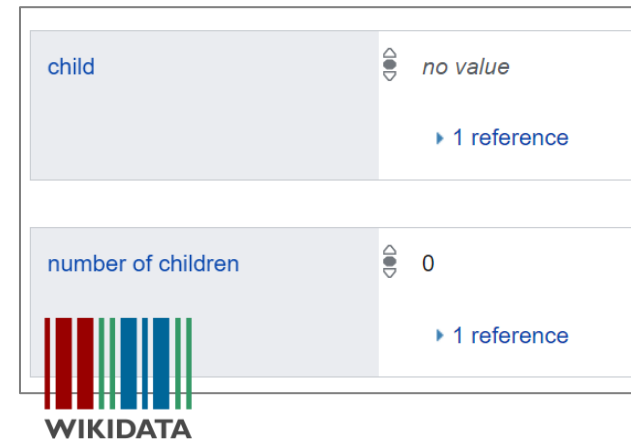 child
no value
1 reference
number of children
0
1 reference
WIKIDATA